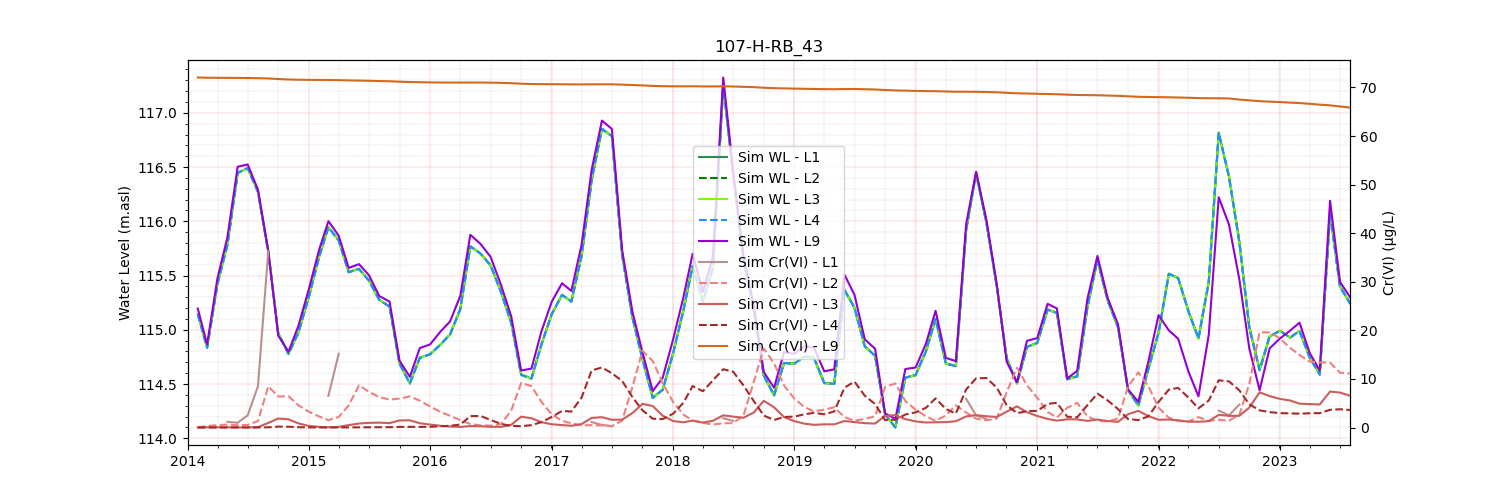 107-H-RB_43
Water Level (m.asl)
117.0
116.5
116.0
115.5
115.0
114.5
114.0
Sim WL - L1
Sim WL - L2
Sim WL - L3
Sim WL - L4
Sim WL - L9
Sim Cr(VI) - L1
Sim Cr(VI) - L2
Sim Cr(VI) - L3
Sim Cr(VI) - L4
Sim Cr(VI) - L9
70
60
50
40
30
20
10
0
Cr(VI) (μg/L)
2014 2015 2016 2017 2018 2019 2020 2021 2022 2023